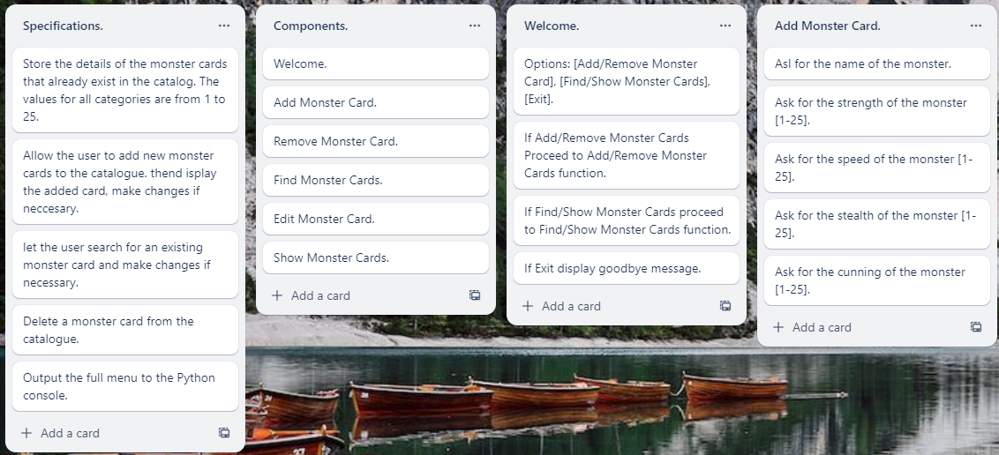 Specifications.
Store the details of the monster cards
that already exist in the catalog. The
values for all categories are from 1 to
25.
Allow the user to add new monster
cards to the catalogue. thend isplay
the added card, make changes if
neccesary.
let the user search for an existing
monster card and make changes if
necessary.
Delete a monster card from the
catalogue.
Output the full menu to the Python
console.
+ Add a card
Components.
Welcome.
Add Monster Card.
Remove Monster Card.
Find Monster Cards.
Edit Monster Card.
Show Monster Cards.
+ Add a card
Welcome.
Options: [Add/Remove Monster
Card], [Find/Show Monster Cards],
[Exit].
If Add/Remove Monster Cards
Proceed to Add/Remove Monster
Cards function.
If Find/Show Monster Cards proceed
to Find/Show Monster Cards function.
If Exit display goodbye message.
+ Add a card
Add Monster Card.
Asl for the name of the monster.
Ask for the strength of the monster
[1-25].
Ask for the speed of the monster [1-
25].
Ask for the stealth of the monster [1-
25].
Ask for the cunning of the monster
[1-25].
+ Add a card